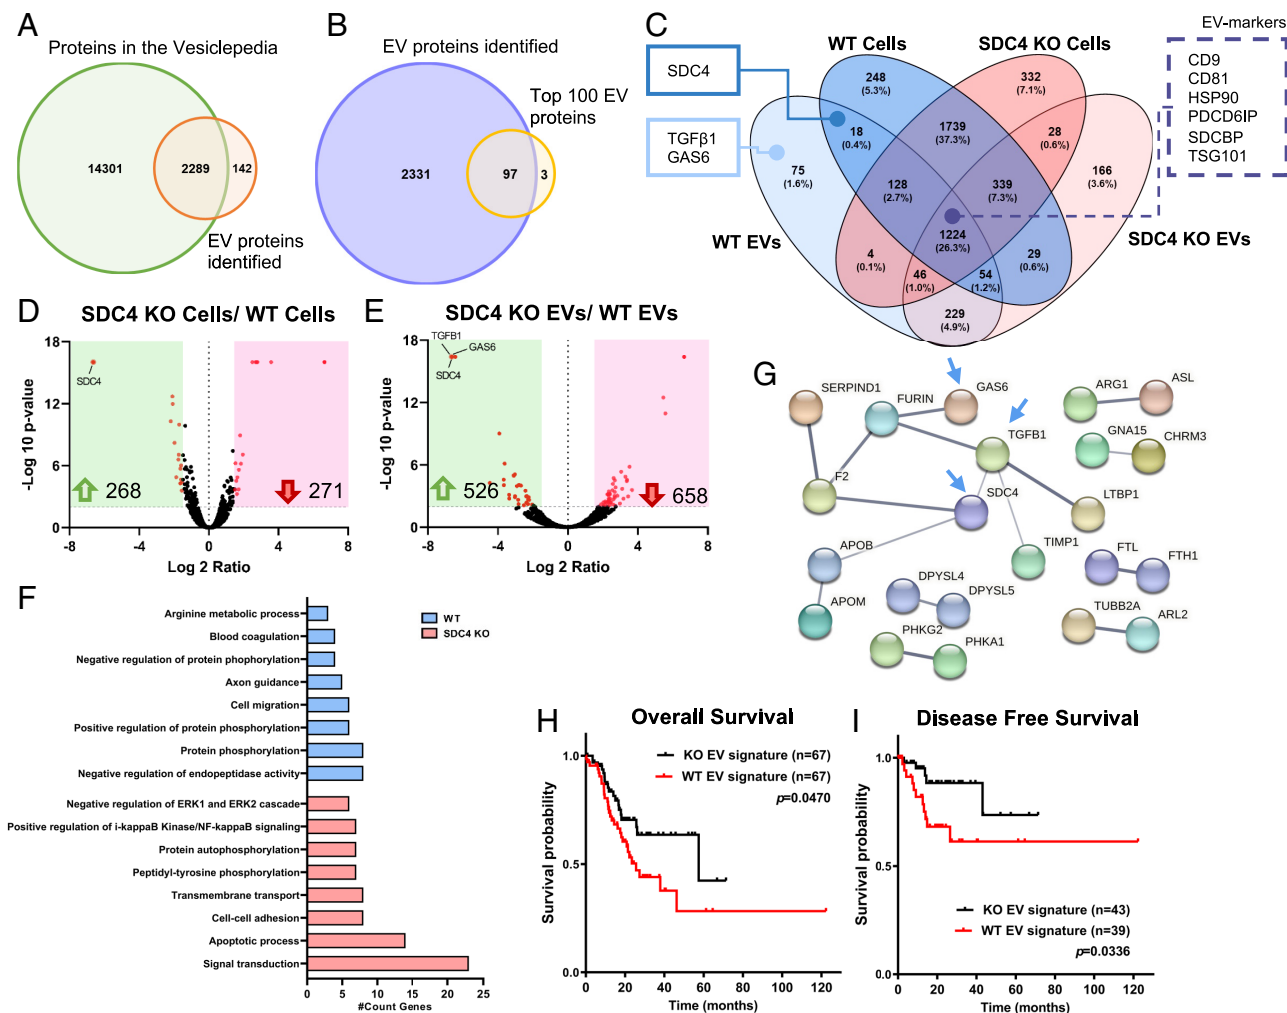 A
Proteins in the Vesiclepedia
14301
2289
142
EV proteins
identified
B
EV proteins identified
Top 100 EV
proteins
2331
97
3
C
WT Cells
SDC4 KO Cells
WT EVs
SDC4 KO EVs
SDC4
TGFβ1
GAS6
EV-markers
CD9
CD81
HSP90
PDCD6IP
SDCBP
TSG101
248
(5.3%)
332
(7.1%)
18
(0.4%)
1739
(37.3%)
28
(0.6%)
75
(1.6%)
166
(3.6%)
128
(2.7%)
339
(7.3%)
1224
(26.3%)
4
(0.1%)
29
(0.6%)
46
(1.0%)
54
(1.2%)
229
(4.9%)
D
SDC4 KO Cells/ WT Cells
-Log 10 p-value
18
12
6
0
SDC4
268
271
-8
-4
0
4
8
Log 2 Ratio
E
SDC4 KO EVs/ WT EVs
-Log 10 p-value
18
12
6
0
TGFB1
GAS6
SDC4
526
658
-8
-4
0
4
8
Log 2 Ratio
F
Arginine metabolic process
Blood coagulation
Negative regulation of protein phophorylation
Axon guidance
Cell migration
Positive regulation of protein phosphorylation
Protein phosphorylation
Negative regulation of endopeptidase activity
Negative regulation of ERK1 and ERK2 cascade
Positive regulation of i-kappaB Kinase/NF-kappaB signaling
Protein autophosphorylation
Peptidyl-tyrosine phosphorylation
Transmembrane transport
Cell-cell adhesion
Apoptotic process
Signal transduction
WT
SDC4 KO
0
5
10
15
20
25
#Count Genes
G
SERPIND1
FURIN
GAS6
ARG1
ASL
TGFB1
GNA15
CHRM3
F2
SDC4
LTBP1
APOB
TIMP1
FTL
FTH1
APOM
DPYSL4
DPYSL5
TUBB2A
ARL2
PHKG2
PHKA1
H
Overall Survival
KO EV signature (n=67)
WT EV signature (n=67)
p=0.0470
Survival probability
1.0
0.5
0.0
0
20
40
60
80
100
120
Time (months)
I
Disease Free Survival
KO EV signature (n=43)
WT EV signature (n=39)
p=0.0336
Survival probability
1.0
0.5
0.0
0
20
40
60
80
100
120
Time (months)